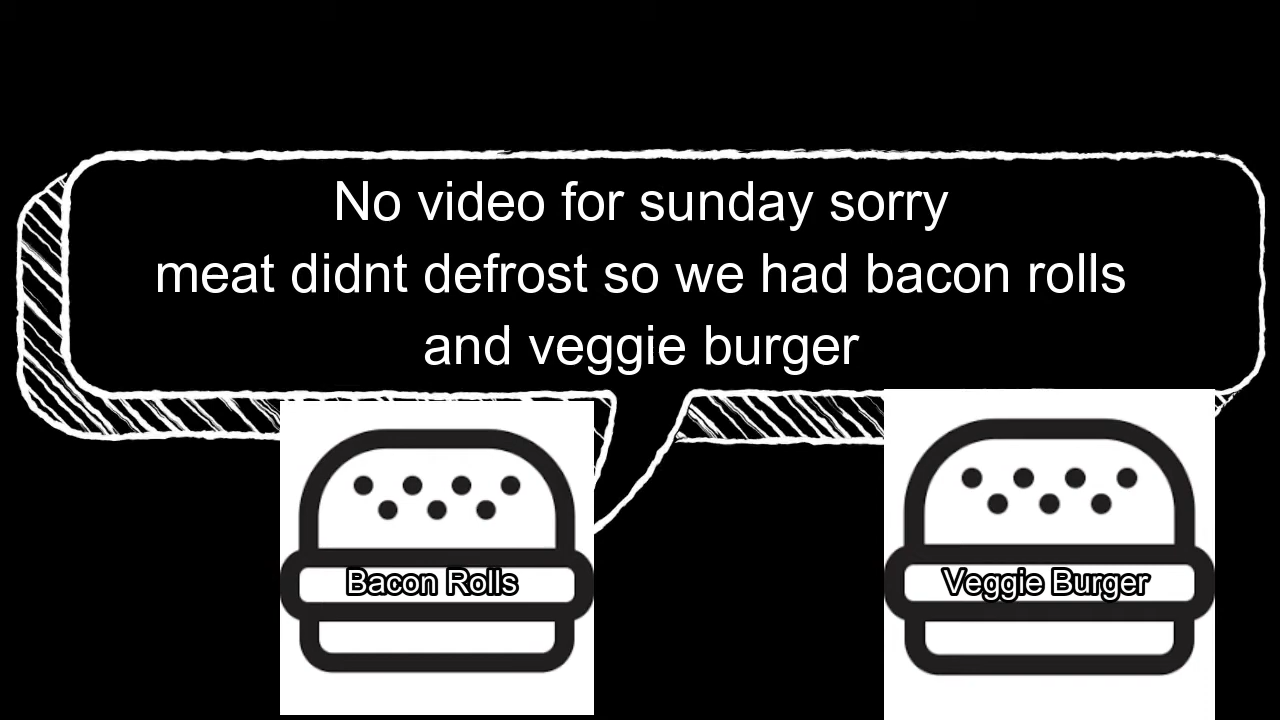 No video for sunday sorry
meat didnt defrost so we had bacon rolls
and veggie burger
Bacon Rolls
Veggie Burger